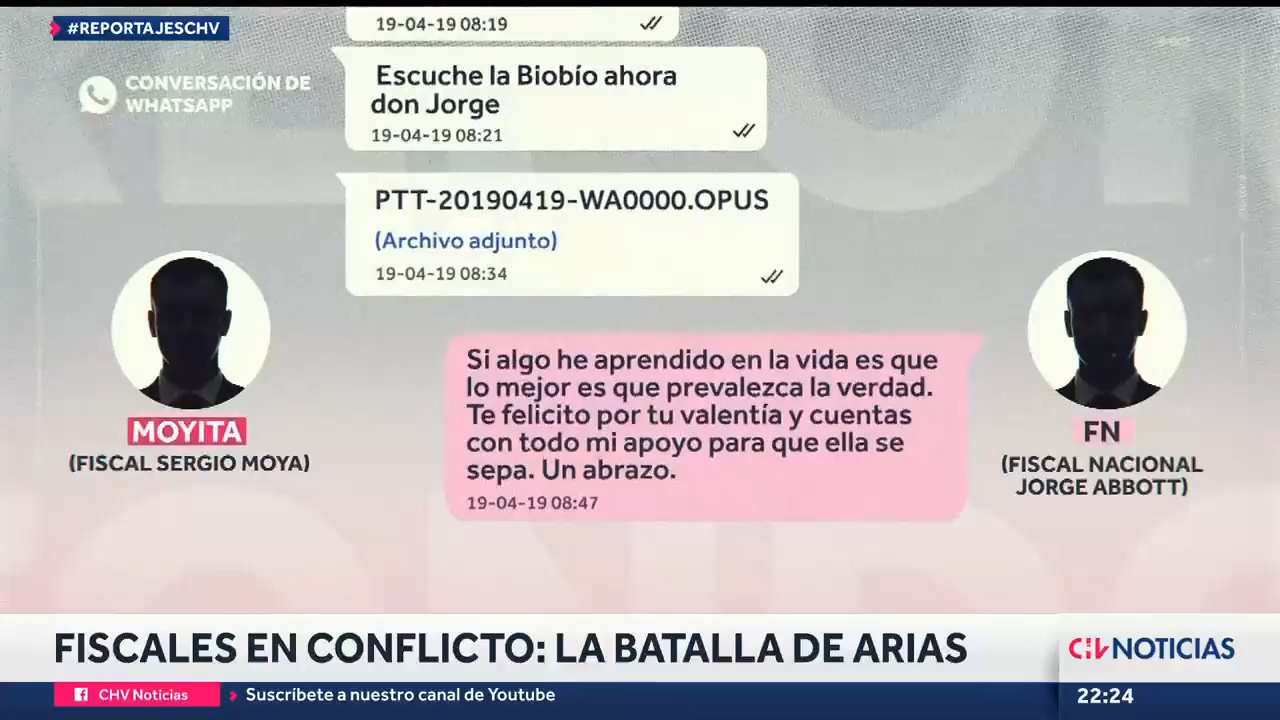 #REPORTAJESCHV
19-04-19 08:19
CONVERSACIÓN DE
WHATSAPP
Escuche la Biobío ahora
don Jorge
19-04-19 08:21
PTT-20190419-WA0000.OPUS
(Archivo adjunto)
19-04-19 08:34
Si algo he aprendido en la vida es que
lo mejor es que prevalezca la verdad.
Te felicito por tu valentía y cuentas
con todo mi apoyo para que ella se
sepa. Un abrazo.
19-04-19 08:47
MOYITA
(FISCAL SERGIO MOYA)
FN
(FISCAL NACIONAL
JORGE ABBOTT)
FISCALES EN CONFLICTO: LA BATALLA DE ARIAS
CHV NOTICIAS
CHV Noticias
Suscríbete a nuestro canal de Youtube
22:24